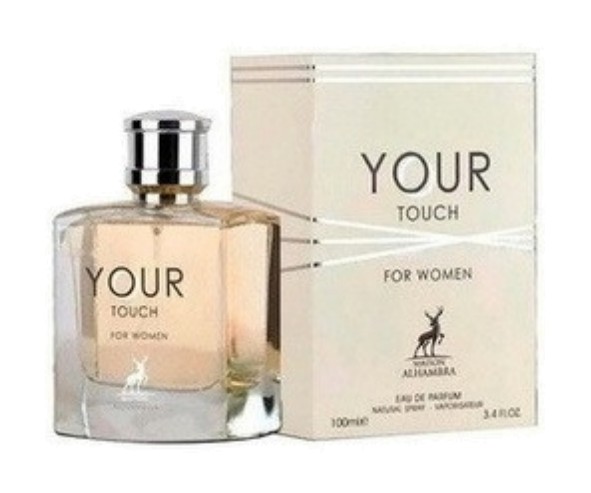 YOUR
TOUCH
FOR WOMEN
ALHAMBRA
YOUR
TOUCH
FOR WOMEN
MAISON
ALHAMBRA
EAU DE PARFUM
NATURAL SPRAY - VAPORISATEUR
100ml℮ 3.4 FL.OZ.